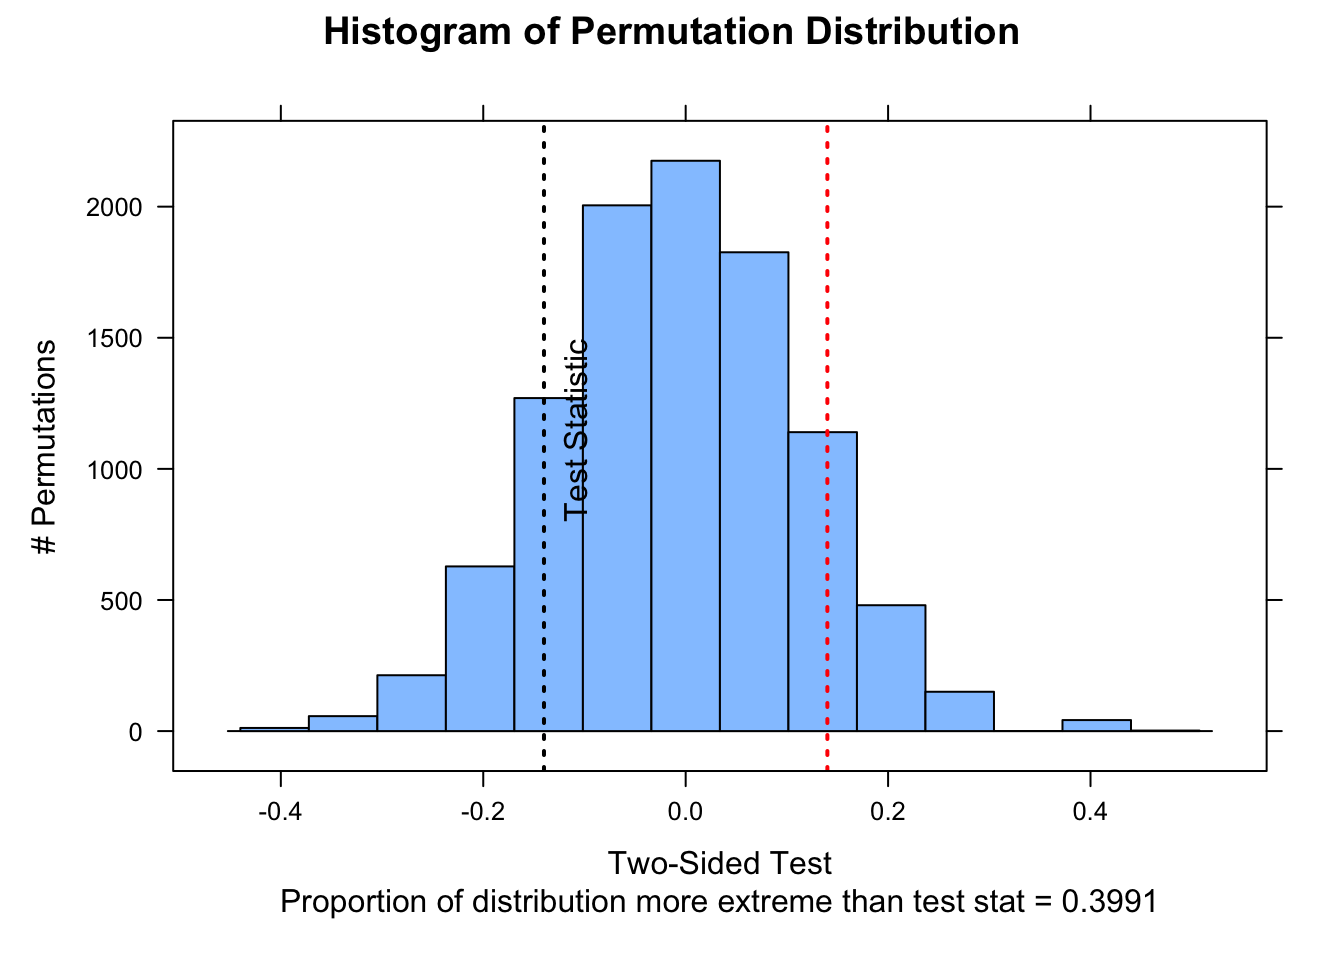 Histogram of Permutation Distribution
2000
1500
1000
500
0
# Permutations
Test Statistic
-0.4
-0.2
0.0
0.2
0.4
Two-Sided Test
Proportion of distribution more extreme than test stat = 0.3991